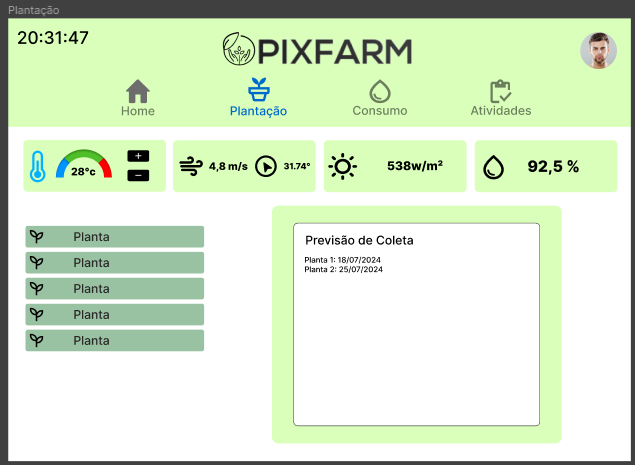 Plantação
20:31:47
PIXFARM
Home
Plantação
Consumo
Atividades
28°c
+
−
4,8 m/s
31.74°
538w/m²
92,5 %
Planta
Planta
Planta
Planta
Planta
Previsão de Coleta
Planta 1: 18/07/2024
Planta 2: 25/07/2024